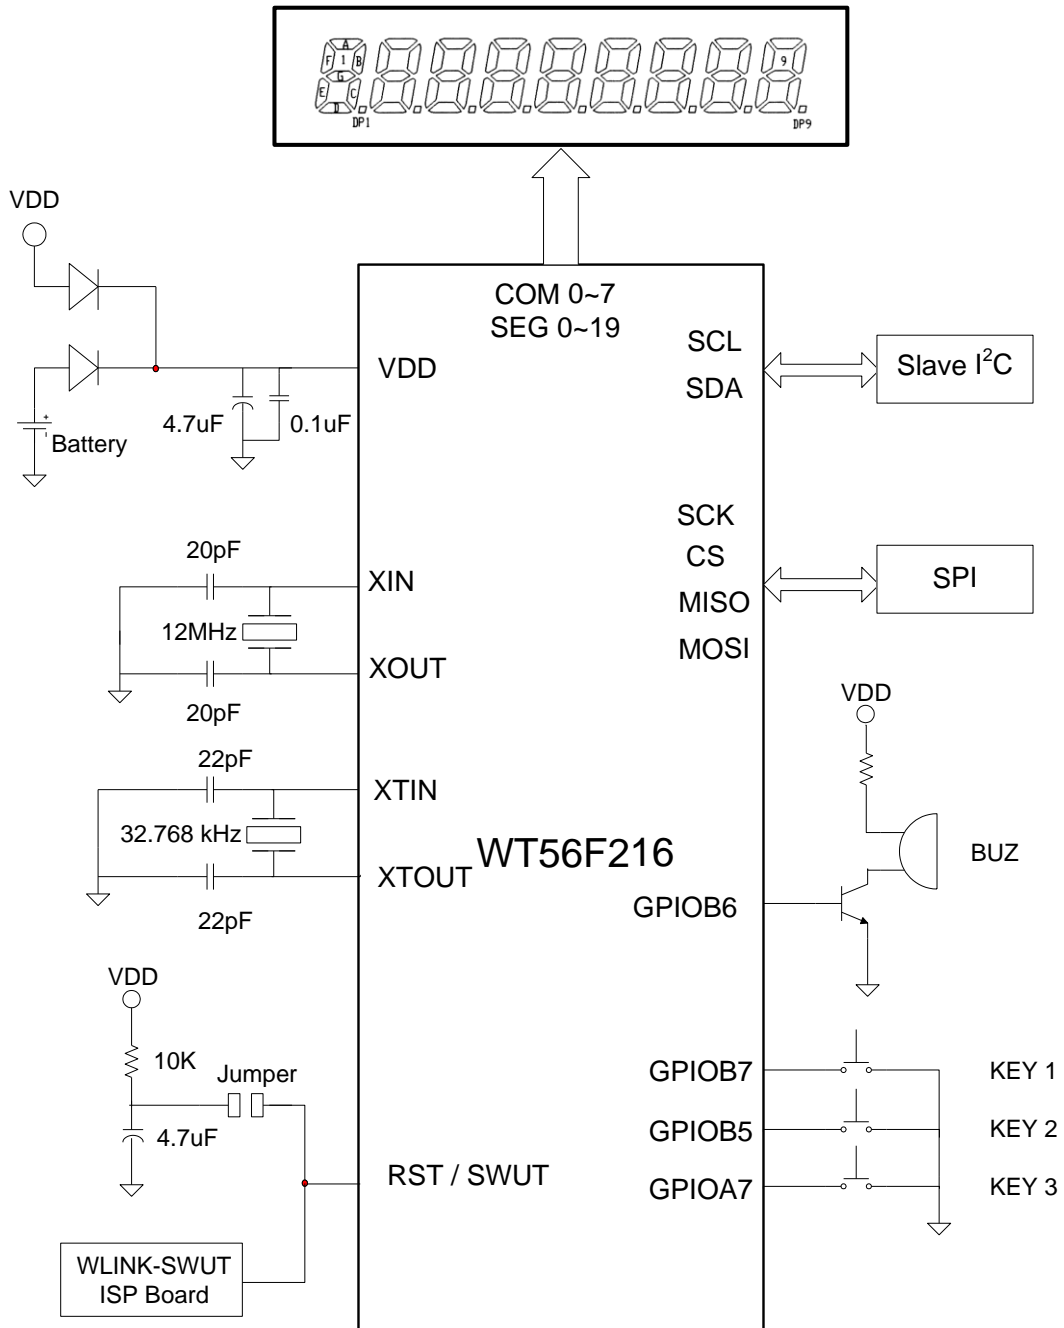 A
F 1 B
G
E C
D
9
DP1
DP9
VDD
COM 0~7
SEG 0~19
VDD
SCL
SDA
Slave I²C
4.7uF
0.1uF
+
-
Battery
20pF
XIN
12MHz
XOUT
20pF
SCK
CS
MISO
MOSI
SPI
VDD
22pF
XTIN
32.768 kHz
XTOUT
22pF
WT56F216
BUZ
GPIOB6
VDD
10K
Jumper
4.7uF
RST / SWUT
WLINK-SWUT
ISP Board
GPIOB7
KEY 1
GPIOB5
KEY 2
GPIOA7
KEY 3